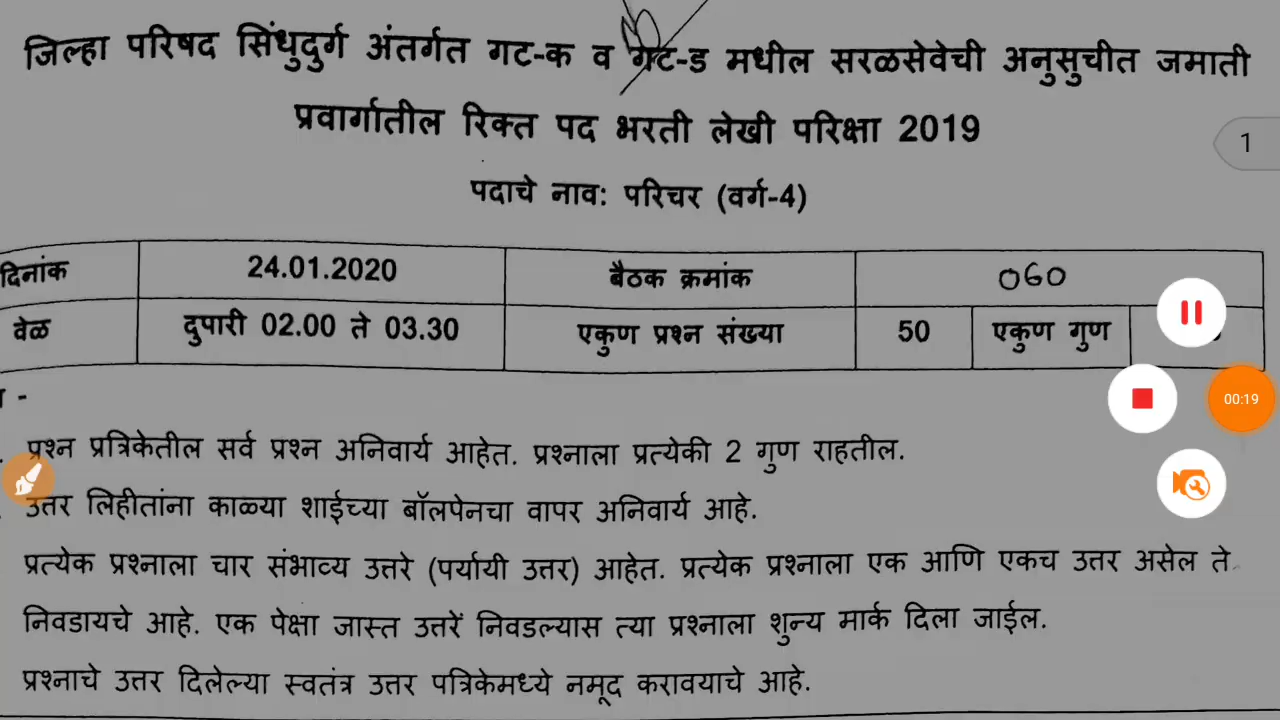 जिल्हा परिषद सिंधुदुर्ग अंतर्गत गट-क व गट-ड मधील सरळसेवेची अनुसुचीत जमाती
प्रवार्गातील रिक्त पद भरती लेखी परिक्षा 2019
1
पदाचे नाव: परिचर (वर्ग-4)
दिनांक 24.01.2020 बैठक क्रमांक 060
वेळ दुपारी 02.00 ते 03.30 एकुण प्रश्न संख्या 50 एकुण गुण
00:19
प्रश्न प्रत्रिकेतील सर्व प्रश्न अनिवार्य आहेत. प्रश्नाला प्रत्येकी 2 गुण राहतील.
उत्तर लिहीतांना काळ्या शाईच्या बॉलपेनचा वापर अनिवार्य आहे.
प्रत्येक प्रश्नाला चार संभाव्य उत्तरे (पर्यायी उत्तर) आहेत. प्रत्येक प्रश्नाला एक आणि एकच उत्तर असेल ते
निवडायचे आहे. एक पेक्षा जास्त उत्तरें निवडल्यास त्या प्रश्नाला शुन्य मार्क दिला जाईल.
प्रश्नाचे उत्तर दिलेल्या स्वतंत्र उत्तर पत्रिकेमध्ये नमूद करावयाचे आहे.